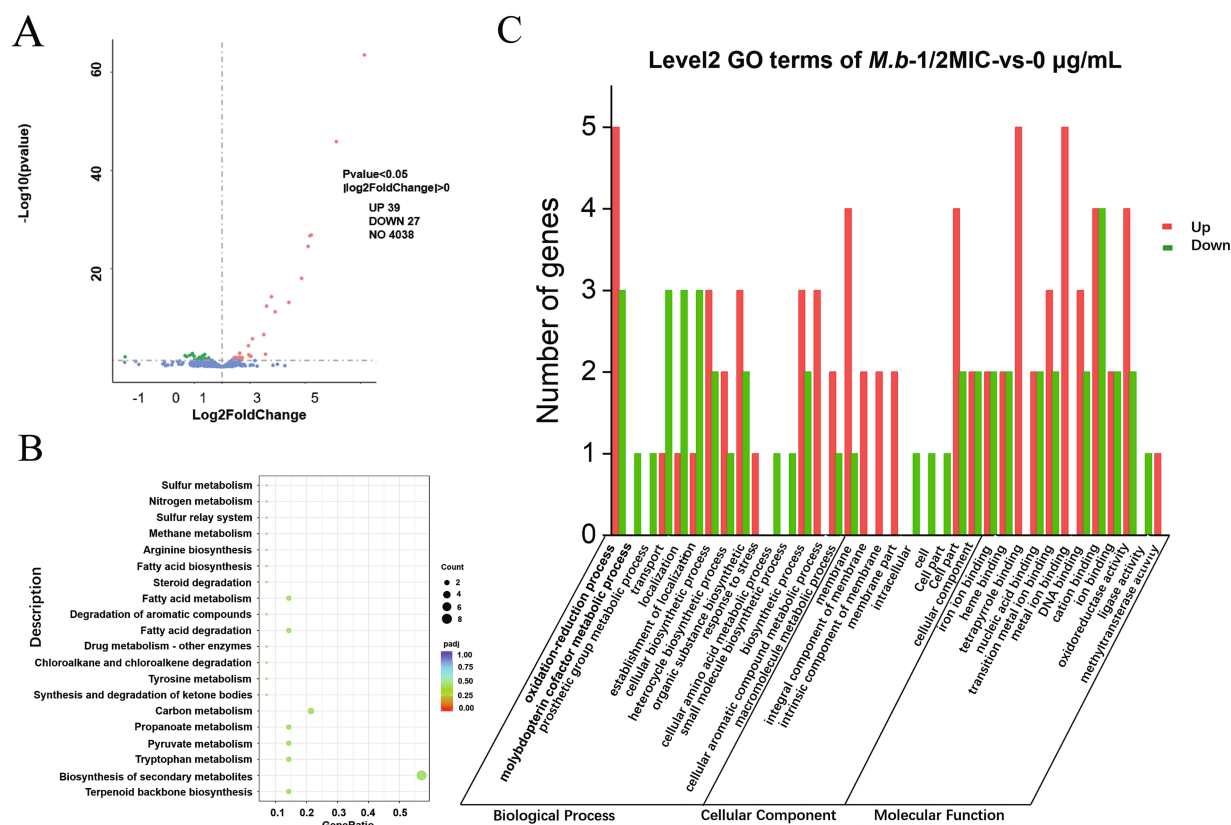 A
60
40
20
-Log10(pvalue)
Pvalue<0.05
|log2FoldChange|>0
UP 39
DOWN 27
NO 4038
-1 0 1 3 5
Log2FoldChange
B
Description
Sulfur metabolism
Nitrogen metabolism
Sulfur relay system
Methane metabolism
Arginine biosynthesis
Fatty acid biosynthesis
Steroid degradation
Fatty acid metabolism
Degradation of aromatic compounds
Fatty acid degradation
Drug metabolism - other enzymes
Chloroalkane and chloroalkene degradation
Tyrosine metabolism
Synthesis and degradation of ketone bodies
Carbon metabolism
Propanoate metabolism
Pyruvate metabolism
Tryptophan metabolism
Biosynthesis of secondary metabolites
Terpenoid backbone biosynthesis
0.1 0.2 0.3 0.4 0.5
GeneRatio
Count
2
4
6
8
padj
1.00
0.75
0.50
0.25
0.00
C
Level2 GO terms of M.b-1/2MIC-vs-0 μg/mL
Number of genes
5
4
3
2
1
0
Up
Down
oxidation-reduction process
molybdopterin cofactor metabolic process
prosthetic group metabolic process
transport
localization
establishment of localization
cellular biosynthetic process
heterocycle biosynthetic process
organic substance biosynthetic
response to stress
cellular amino acid metabolic process
small molecule biosynthetic process
biosynthetic process
cellular aromatic compound metabolic process
macromolecule metabolic process
membrane
integral component of membrane
intrinsic component of membrane
membrane part
intracellular
cell
Cell part
Cell part
cellular component
iron ion binding
heme binding
tetrapyrrole binding
nucleic acid binding
transition metal ion binding
metal ion binding
DNA binding
cation binding
ion binding
oxidoreductase activity
ligase activity
methyltransferase activity
Biological Process
Cellular Component
Molecular Function